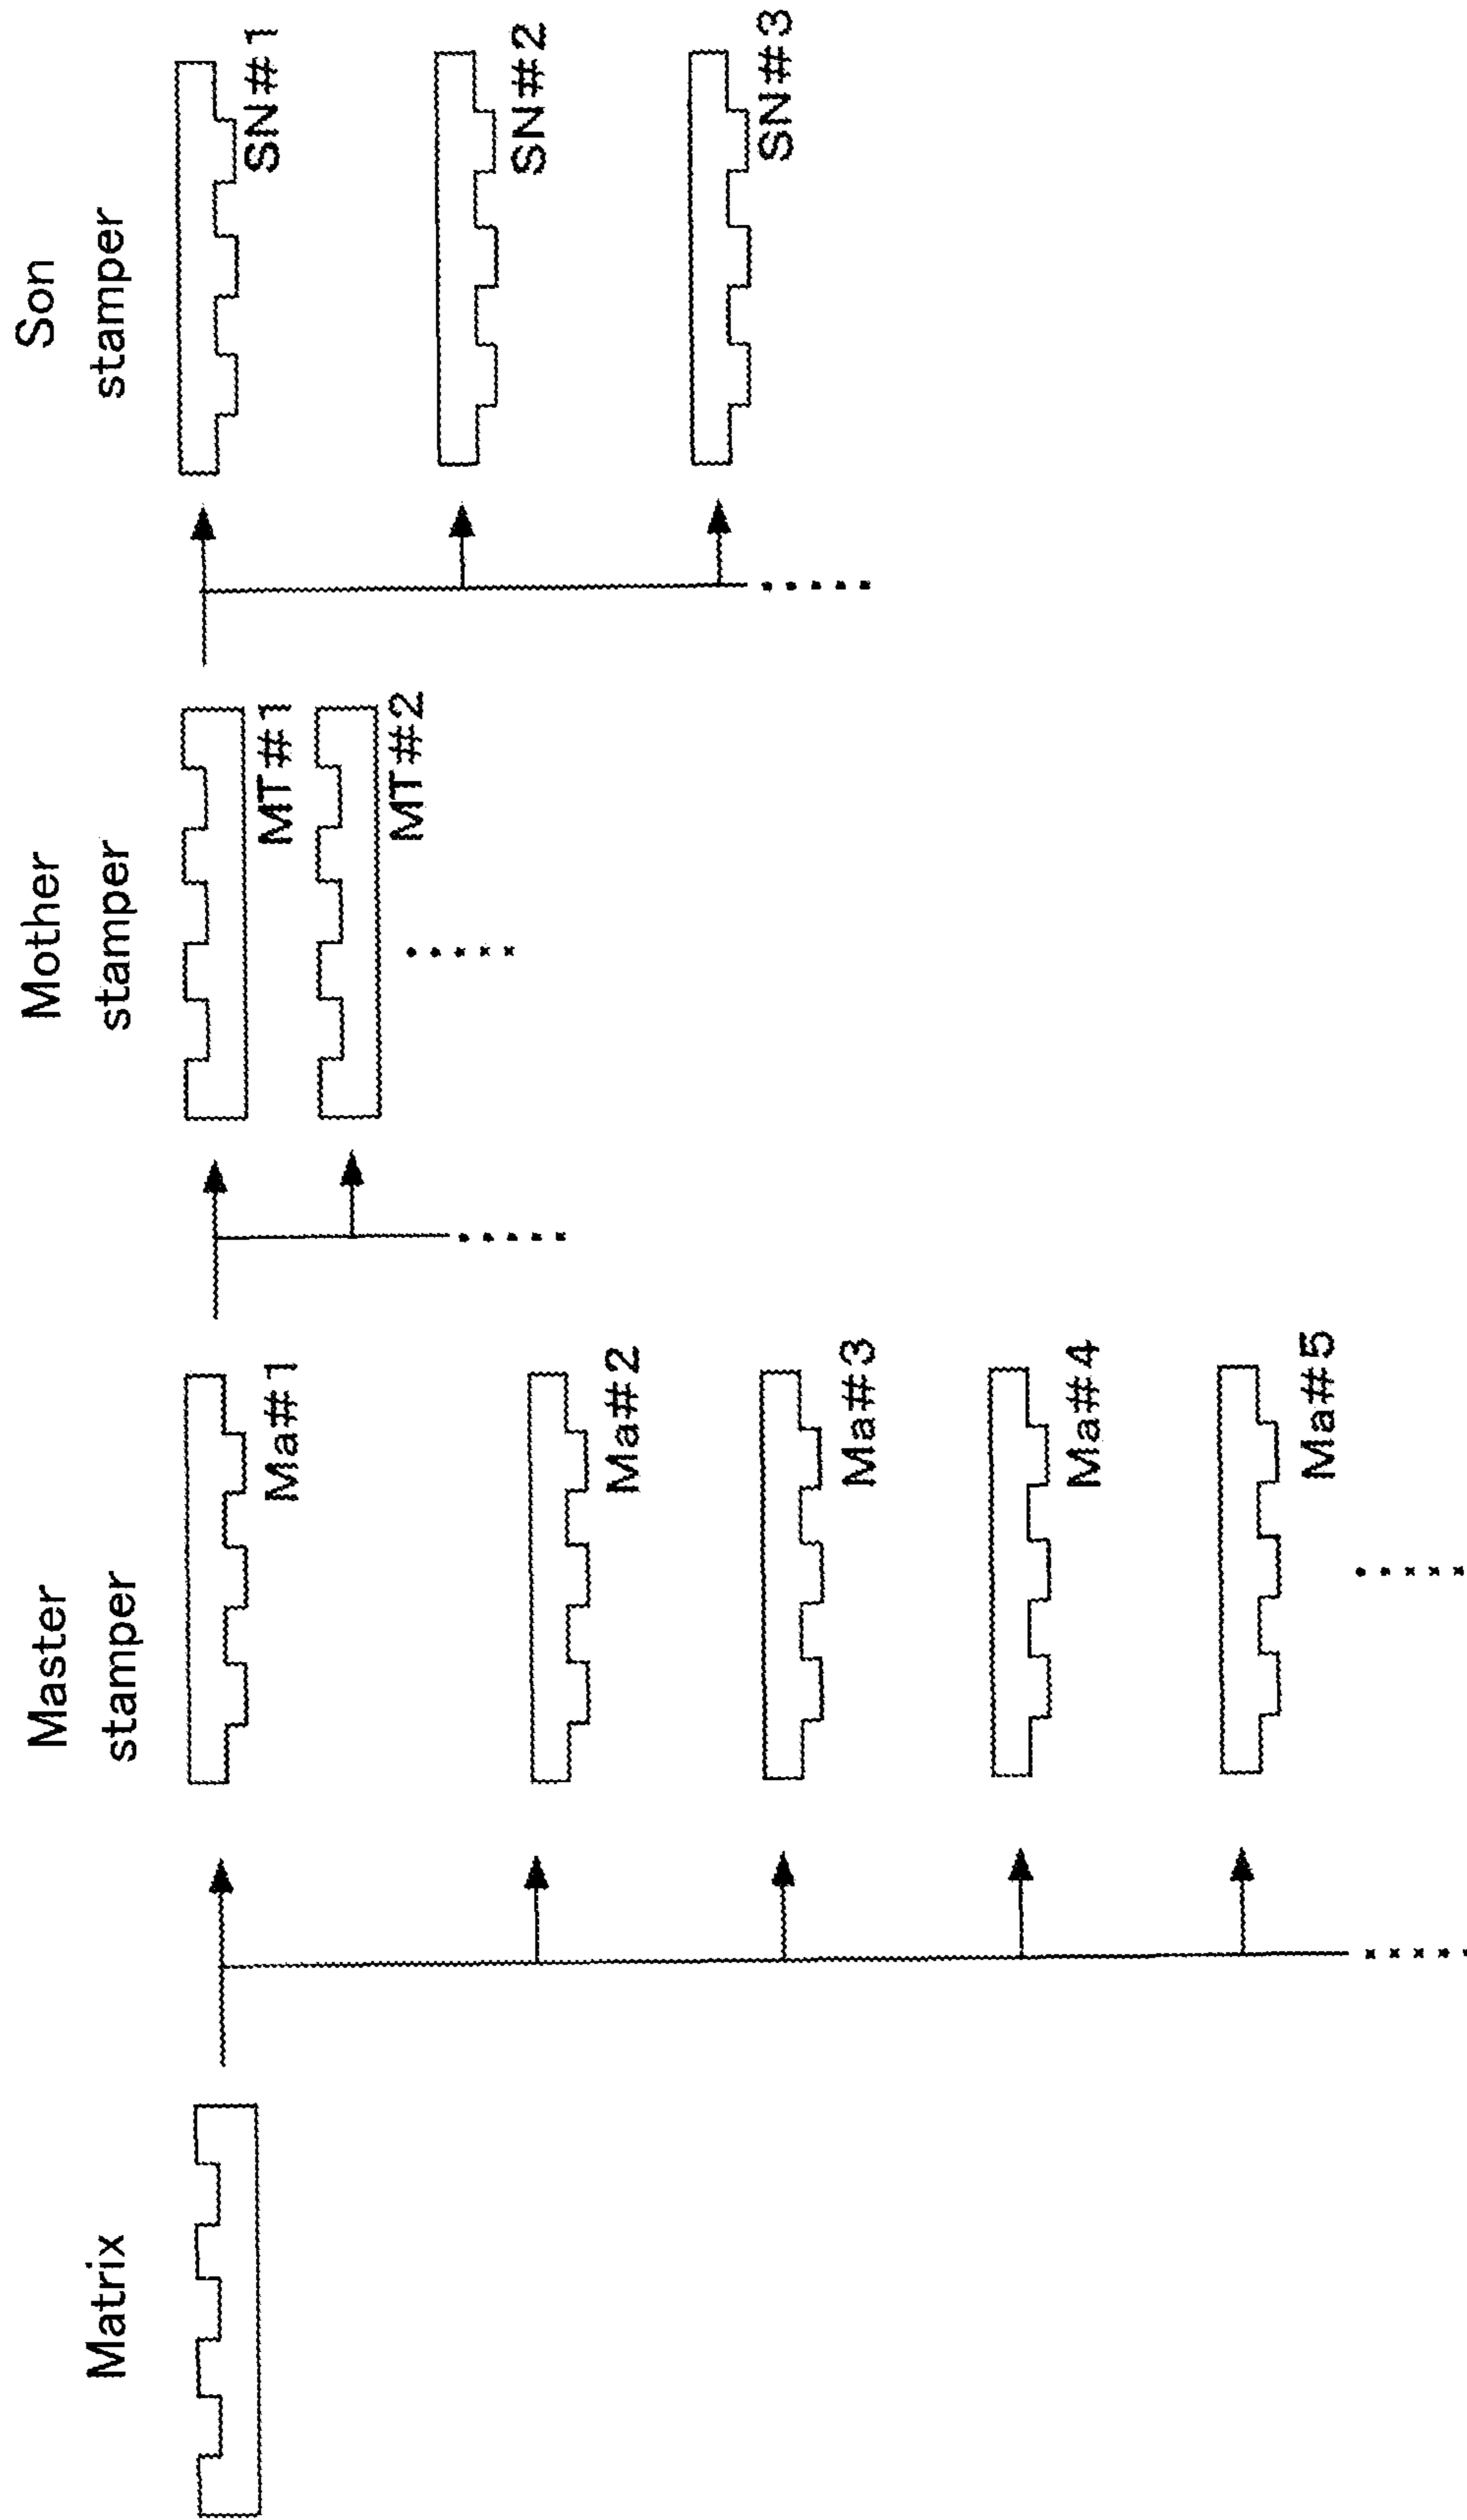 Matrix
Master
stamper
Ma#1
Ma#2
Ma#3
Ma#4
Ma#5
Mother
stamper
MT#1
MT#2
Son
stamper
SN#1
SN#2
SN#3